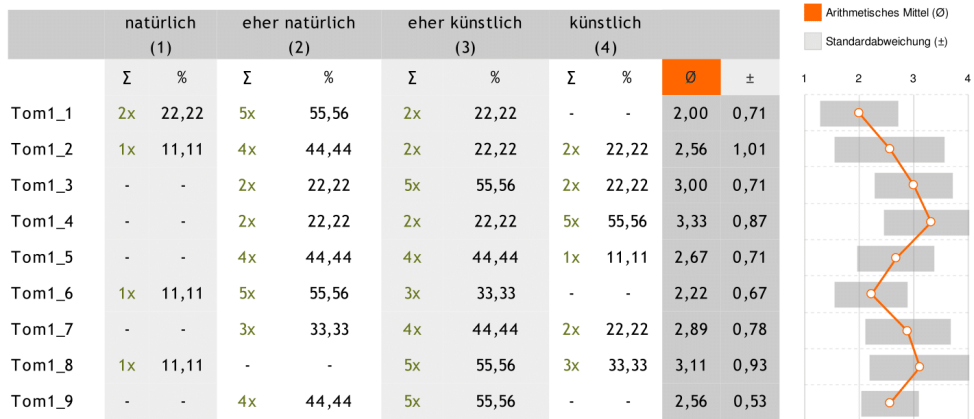 natürlich eher natürlich eher künstlich künstlich
(1) (2) (3) (4)
Σ % Σ % Σ % Σ % Ø ±
Tom1_1 2x 22,22 5x 55,56 2x 22,22 - - 2,00 0,71
Tom1_2 1x 11,11 4x 44,44 2x 22,22 2x 22,22 2,56 1,01
Tom1_3 - - 2x 22,22 5x 55,56 2x 22,22 3,00 0,71
Tom1_4 - - 2x 22,22 2x 22,22 5x 55,56 3,33 0,87
Tom1_5 - - 4x 44,44 4x 44,44 1x 11,11 2,67 0,71
Tom1_6 1x 11,11 5x 55,56 3x 33,33 - - 2,22 0,67
Tom1_7 - - 3x 33,33 4x 44,44 2x 22,22 2,89 0,78
Tom1_8 1x 11,11 - - 5x 55,56 3x 33,33 3,11 0,93
Tom1_9 - - 4x 44,44 5x 55,56 - - 2,56 0,53
Arithmetisches Mittel (Ø)
Standardabweichung (±)
1 2 3 4